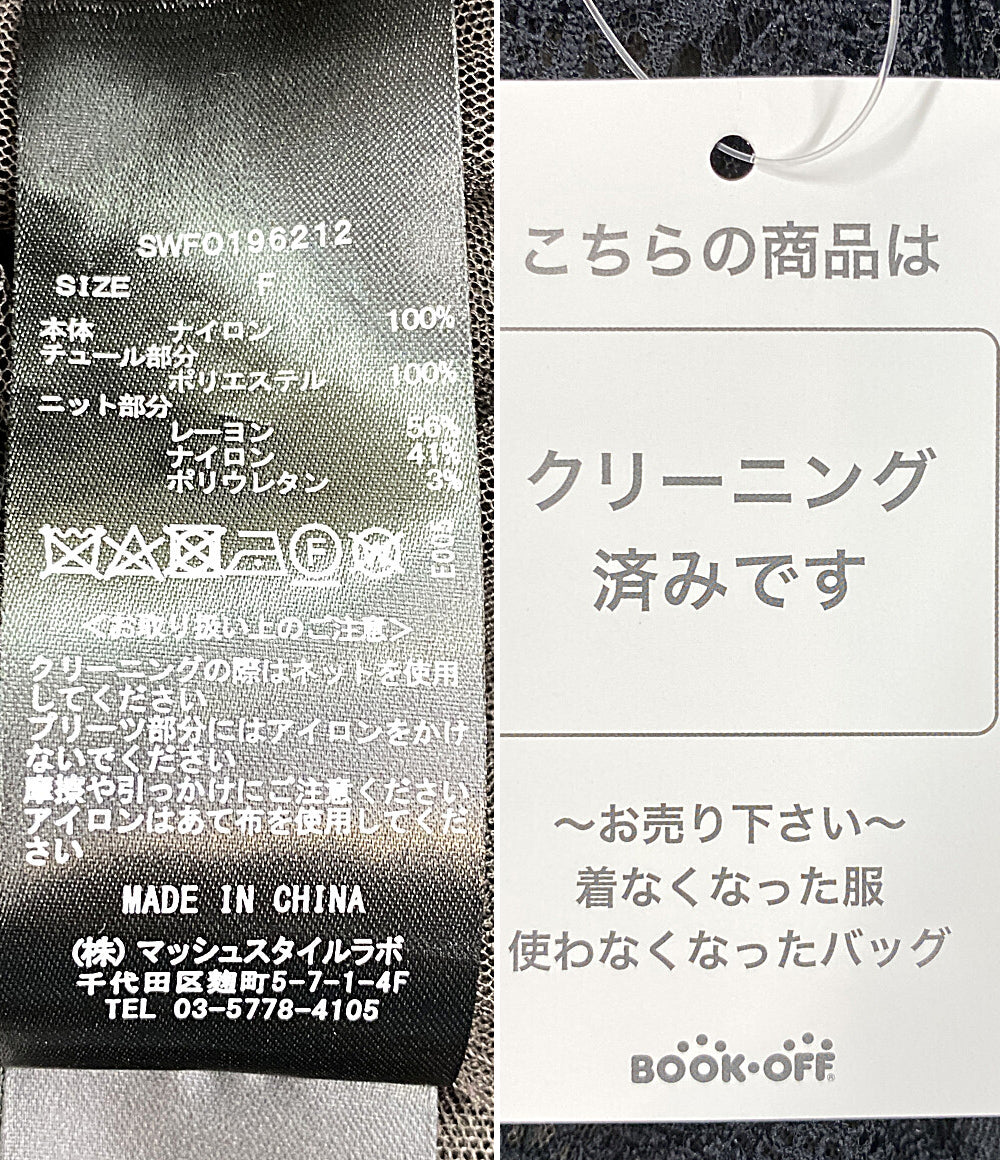 SWFO196212
SIZE F
本体 ナイロン 100%
チュール部分
ポリエステル 100%
ニット部分
レーヨン 56%
ナイロン 41%
ポリウレタン 3%
<お取り扱い上のご注意>
クリーニングの際はネットを使用
してください
プリーツ部分にはアイロンをかけ
ないでください
摩擦や引っかけにご注意ください
アイロンはあて布を使用してくだ
さい
MADE IN CHINA
(株)マッシュスタイルラボ
千代田区麹町5-7-1-4F
TEL 03-5778-4105
こちらの商品は
クリーニング
済みです
～お売り下さい～
着なくなった服
使わなくなったバッグ
BOOK・OFF